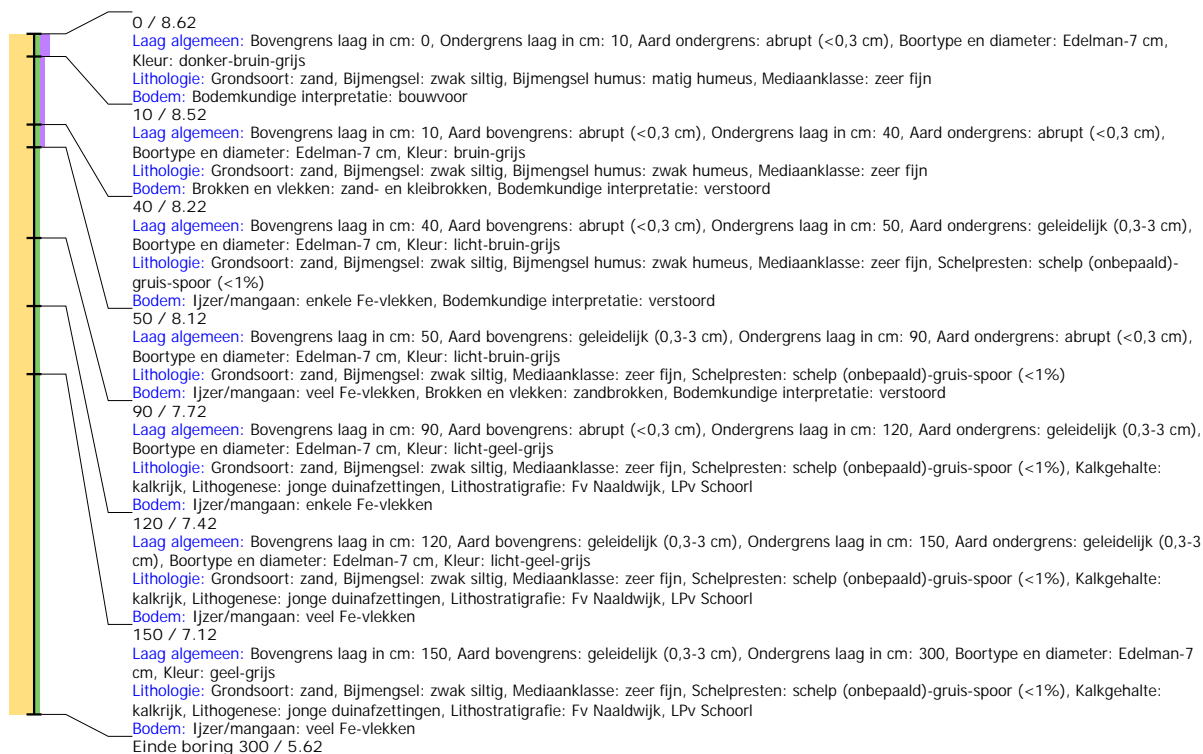 0 / 8.62
Laag algemeen: Bovengrens laag in cm: 0, Ondergrens laag in cm: 10, Aard ondergrens: abrupt (<0,3 cm), Boortype en diameter: Edelman-7 cm,
Kleur: donker-bruin-grijs
Lithologie: Grondsoort: zand, Bijmengsel: zwak siltig, Bijmengsel humus: matig humeus, Mediaanklasse: zeer fijn
Bodem: Bodemkundige interpretatie: bouwvoor
10 / 8.52
Laag algemeen: Bovengrens laag in cm: 10, Aard bovengrens: abrupt (<0,3 cm), Ondergrens laag in cm: 40, Aard ondergrens: abrupt (<0,3 cm),
Boortype en diameter: Edelman-7 cm, Kleur: bruin-grijs
Lithologie: Grondsoort: zand, Bijmengsel: zwak siltig, Bijmengsel humus: zwak humeus, Mediaanklasse: zeer fijn
Bodem: Brokken en vlekken: zand- en kleibrokken, Bodemkundige interpretatie: verstoord
40 / 8.22
Laag algemeen: Bovengrens laag in cm: 40, Aard bovengrens: abrupt (<0,3 cm), Ondergrens laag in cm: 50, Aard ondergrens: geleidelijk (0,3-3 cm),
Boortype en diameter: Edelman-7 cm, Kleur: licht-bruin-grijs
Lithologie: Grondsoort: zand, Bijmengsel: zwak siltig, Bijmengsel humus: zwak humeus, Mediaanklasse: zeer fijn, Schelpresten: schelp (onbepaald)-
gruis-spoor (<1%)
Bodem: Ijzer/mangaan: enkele Fe-vlekken, Bodemkundige interpretatie: verstoord
50 / 8.12
Laag algemeen: Bovengrens laag in cm: 50, Aard bovengrens: geleidelijk (0,3-3 cm), Ondergrens laag in cm: 90, Aard ondergrens: abrupt (<0,3 cm),
Boortype en diameter: Edelman-7 cm, Kleur: licht-bruin-grijs
Lithologie: Grondsoort: zand, Bijmengsel: zwak siltig, Mediaanklasse: zeer fijn, Schelpresten: schelp (onbepaald)-gruis-spoor (<1%)
Bodem: Ijzer/mangaan: veel Fe-vlekken, Brokken en vlekken: zandbrokken, Bodemkundige interpretatie: verstoord
90 / 7.72
Laag algemeen: Bovengrens laag in cm: 90, Aard bovengrens: abrupt (<0,3 cm), Ondergrens laag in cm: 120, Aard ondergrens: geleidelijk (0,3-3 cm),
Boortype en diameter: Edelman-7 cm, Kleur: licht-geel-grijs
Lithologie: Grondsoort: zand, Bijmengsel: zwak siltig, Mediaanklasse: zeer fijn, Schelpresten: schelp (onbepaald)-gruis-spoor (<1%), Kalkgehalte:
kalkrijk, Lithogenese: jonge duinafzettingen, Lithostratigrafie: Fv Naaldwijk, LPv Schoorl
Bodem: Ijzer/mangaan: enkele Fe-vlekken
120 / 7.42
Laag algemeen: Bovengrens laag in cm: 120, Aard bovengrens: geleidelijk (0,3-3 cm), Ondergrens laag in cm: 150, Aard ondergrens: geleidelijk (0,3-3
cm), Boortype en diameter: Edelman-7 cm, Kleur: licht-geel-grijs
Lithologie: Grondsoort: zand, Bijmengsel: zwak siltig, Mediaanklasse: zeer fijn, Schelpresten: schelp (onbepaald)-gruis-spoor (<1%), Kalkgehalte:
kalkrijk, Lithogenese: jonge duinafzettingen, Lithostratigrafie: Fv Naaldwijk, LPv Schoorl
Bodem: Ijzer/mangaan: veel Fe-vlekken
150 / 7.12
Laag algemeen: Bovengrens laag in cm: 150, Aard bovengrens: geleidelijk (0,3-3 cm), Ondergrens laag in cm: 300, Boortype en diameter: Edelman-7
cm, Kleur: geel-grijs
Lithologie: Grondsoort: zand, Bijmengsel: zwak siltig, Mediaanklasse: zeer fijn, Schelpresten: schelp (onbepaald)-gruis-spoor (<1%), Kalkgehalte:
kalkrijk, Lithogenese: jonge duinafzettingen, Lithostratigrafie: Fv Naaldwijk, LPv Schoorl
Bodem: Ijzer/mangaan: veel Fe-vlekken
Einde boring 300 / 5.62